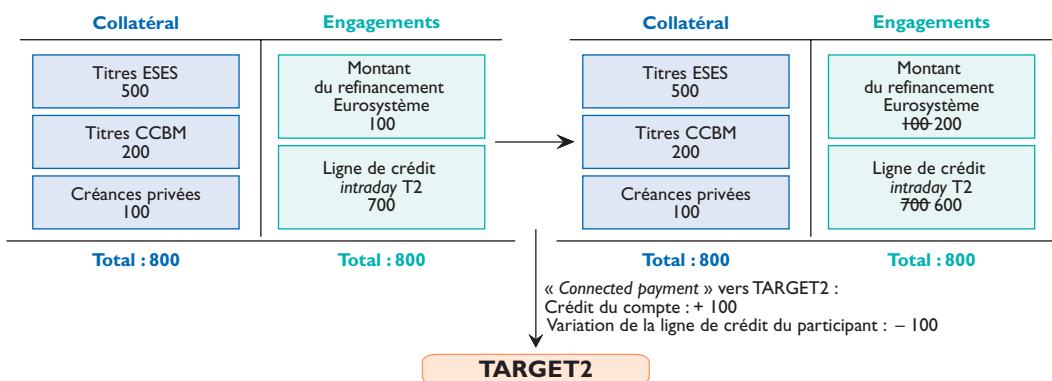 Collatéral
Engagements
Titres ESES
500
Titres CCBM
200
Créances privées
100
Montant
du refinancement
Eurosystème
100
Ligne de crédit
intraday T2
700
Total : 800
Total : 800
Collatéral
Engagements
Titres ESES
500
Titres CCBM
200
Créances privées
100
Montant
du refinancement
Eurosystème
100 200
Ligne de crédit
intraday T2
700 600
Total : 800
Total : 800
« Connected payment » vers TARGET2 :
Crédit du compte : + 100
Variation de la ligne de crédit du participant : – 100
TARGET2